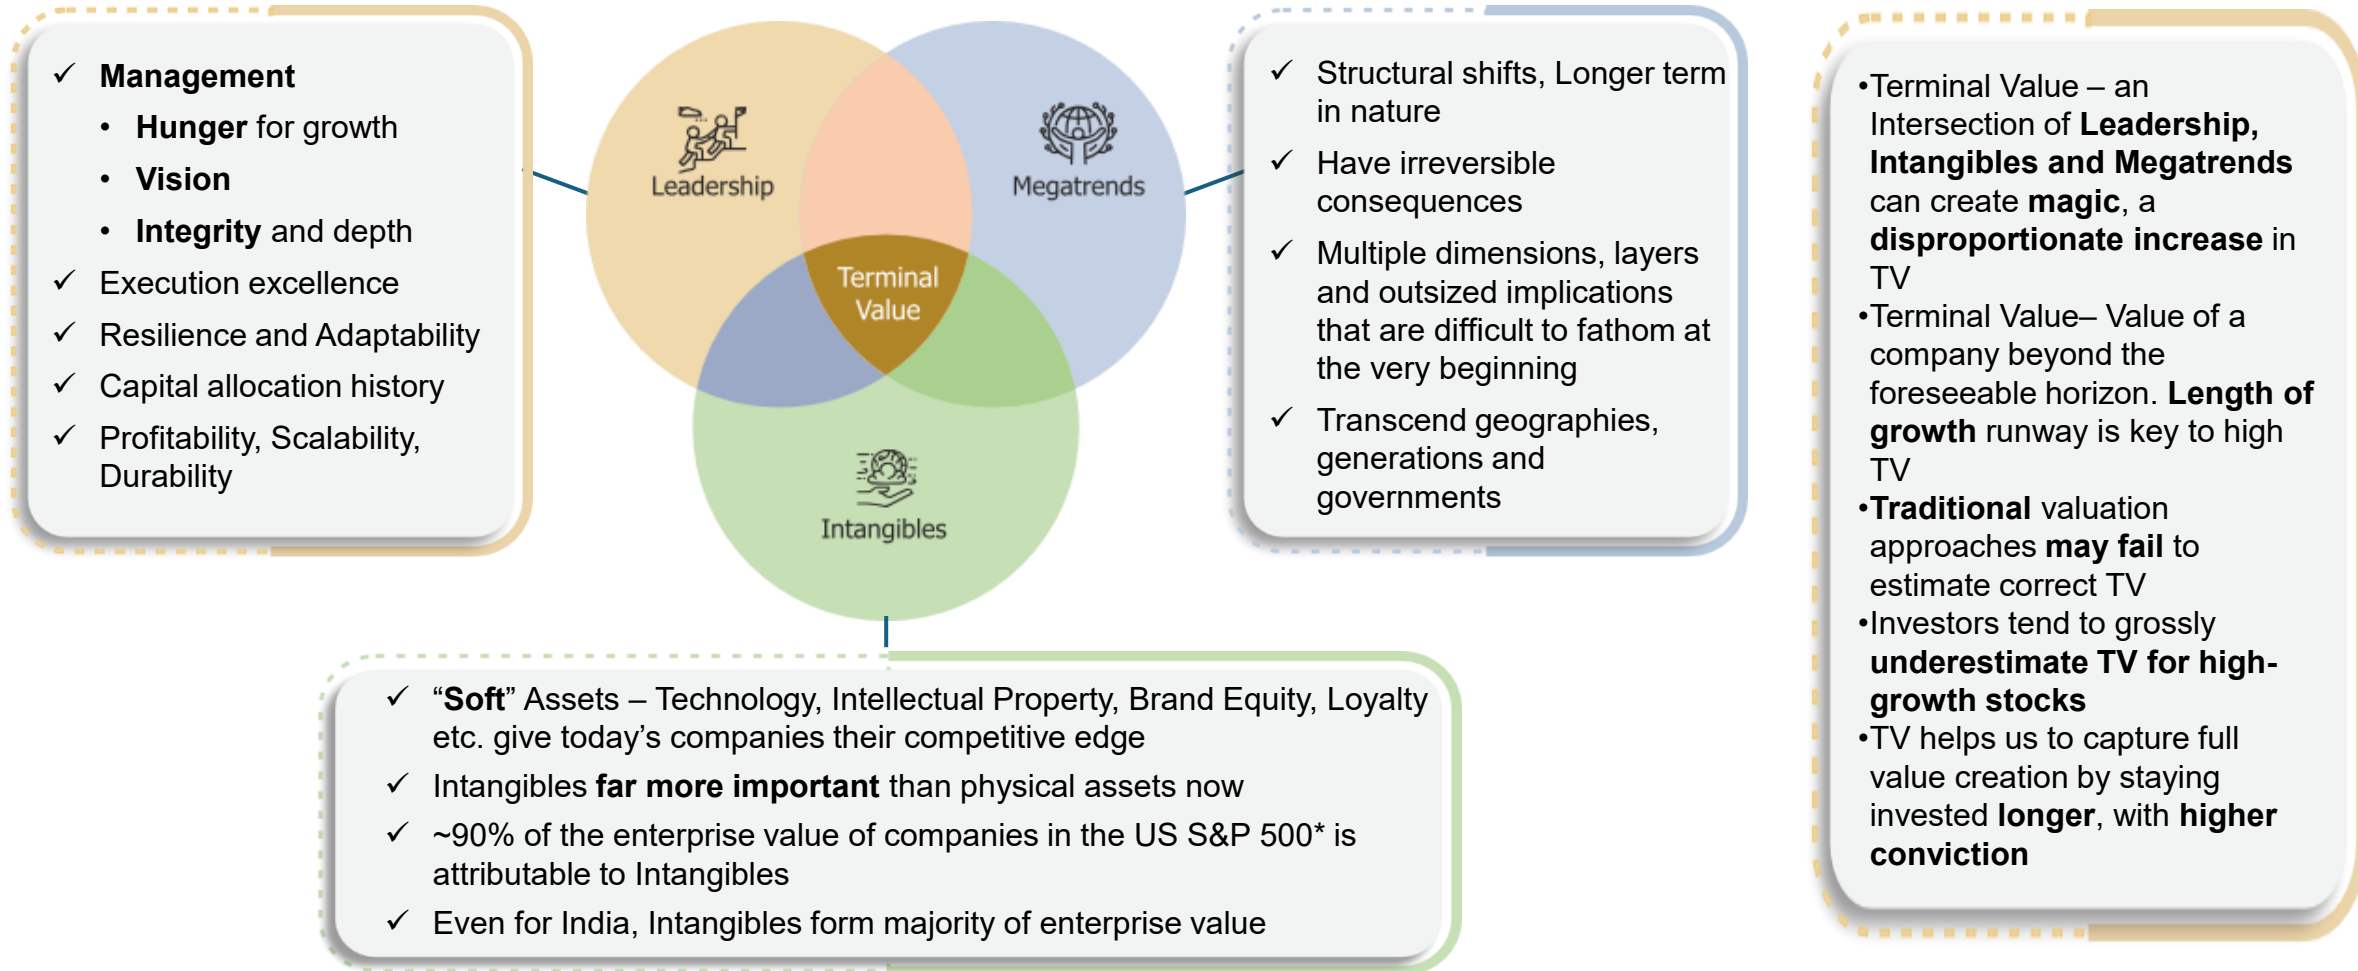 ✓ Management
• Hunger for growth
• Vision
• Integrity and depth
✓ Execution excellence
✓ Resilience and Adaptability
✓ Capital allocation history
✓ Profitability, Scalability,
Durability
Leadership
Megatrends
Terminal
Value
Intangibles
✓ Structural shifts, Longer term
in nature
✓ Have irreversible
consequences
✓ Multiple dimensions, layers
and outsized implications
that are difficult to fathom at
the very beginning
✓ Transcend geographies,
generations and
governments
✓ “Soft” Assets – Technology, Intellectual Property, Brand Equity, Loyalty
etc. give today’s companies their competitive edge
✓ Intangibles far more important than physical assets now
✓ ~90% of the enterprise value of companies in the US S&P 500* is
attributable to Intangibles
✓ Even for India, Intangibles form majority of enterprise value
•Terminal Value – an
Intersection of Leadership,
Intangibles and Megatrends
can create magic, a
disproportionate increase in
TV
•Terminal Value– Value of a
company beyond the
foreseeable horizon. Length of
growth runway is key to high
TV
•Traditional valuation
approaches may fail to
estimate correct TV
•Investors tend to grossly
underestimate TV for high-
growth stocks
•TV helps us to capture full
value creation by staying
invested longer, with higher
conviction